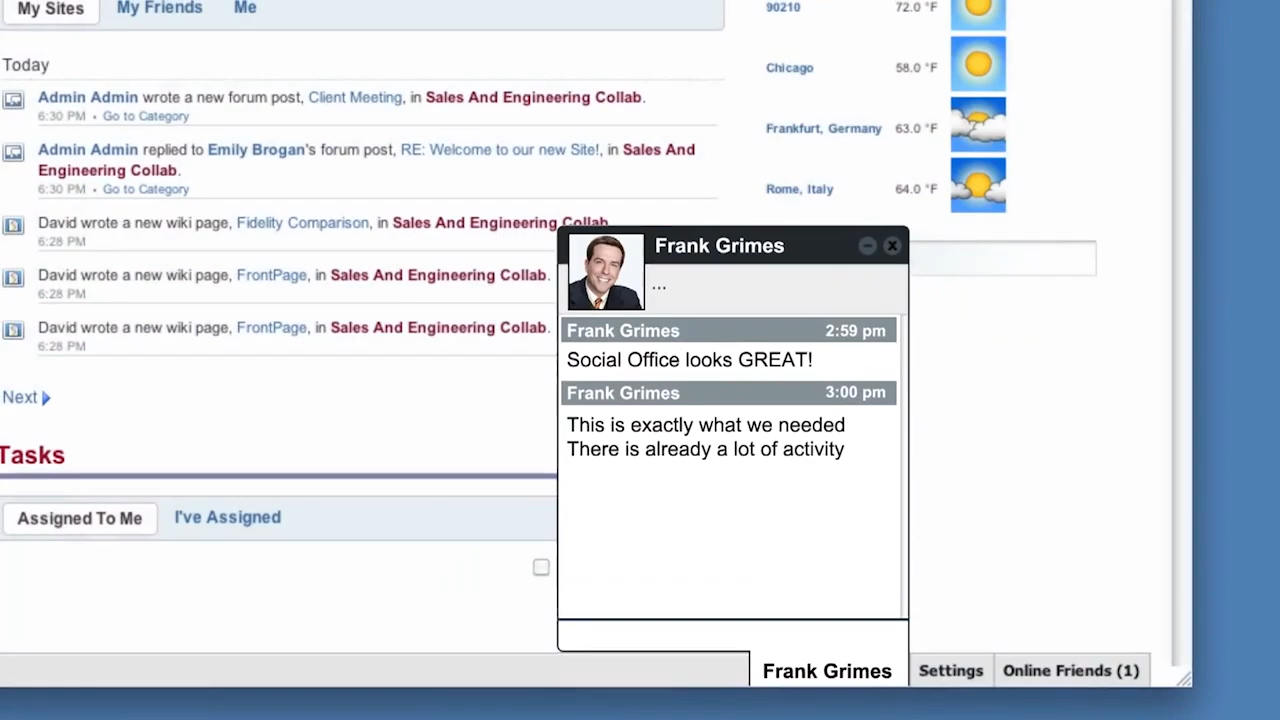 My Sites
My Friends
Me
Today
Admin Admin wrote a new forum post, Client Meeting, in Sales And Engineering Collab.
6:30 PM • Go to Category
Admin Admin replied to Emily Brogan's forum post, RE: Welcome to our new Site!, in Sales And
Engineering Collab.
6:30 PM • Go to Category
David wrote a new wiki page, Fidelity Comparison, in Sales And Engineering Collab.
6:28 PM
David wrote a new wiki page, FrontPage, in Sales And Engineering Collab.
6:28 PM
David wrote a new wiki page, FrontPage, in Sales And Engineering Collab.
6:28 PM
Next
Tasks
Assigned To Me
I've Assigned
90210 72.0 °F
Chicago 58.0 °F
Frankfurt, Germany 63.0 °F
Rome, Italy 64.0 °F
Frank Grimes
...
Frank Grimes 2:59 pm
Social Office looks GREAT!
Frank Grimes 3:00 pm
This is exactly what we needed
There is already a lot of activity
Frank Grimes
Settings
Online Friends (1)